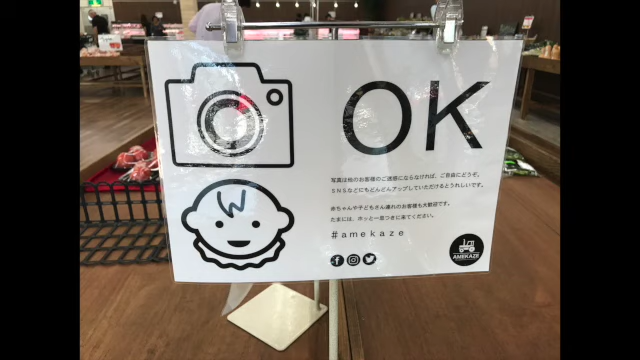 OK
写真は他のお客様のご迷惑にならなければ、ご自由にどうぞ。
SNSなどにもどんどんアップしていただけるとうれしいです。
赤ちゃんや子どもさん連れのお客様も大歓迎です。
たまには、ホッと一息つきに来てください。
#amekaze
AMEKAZE